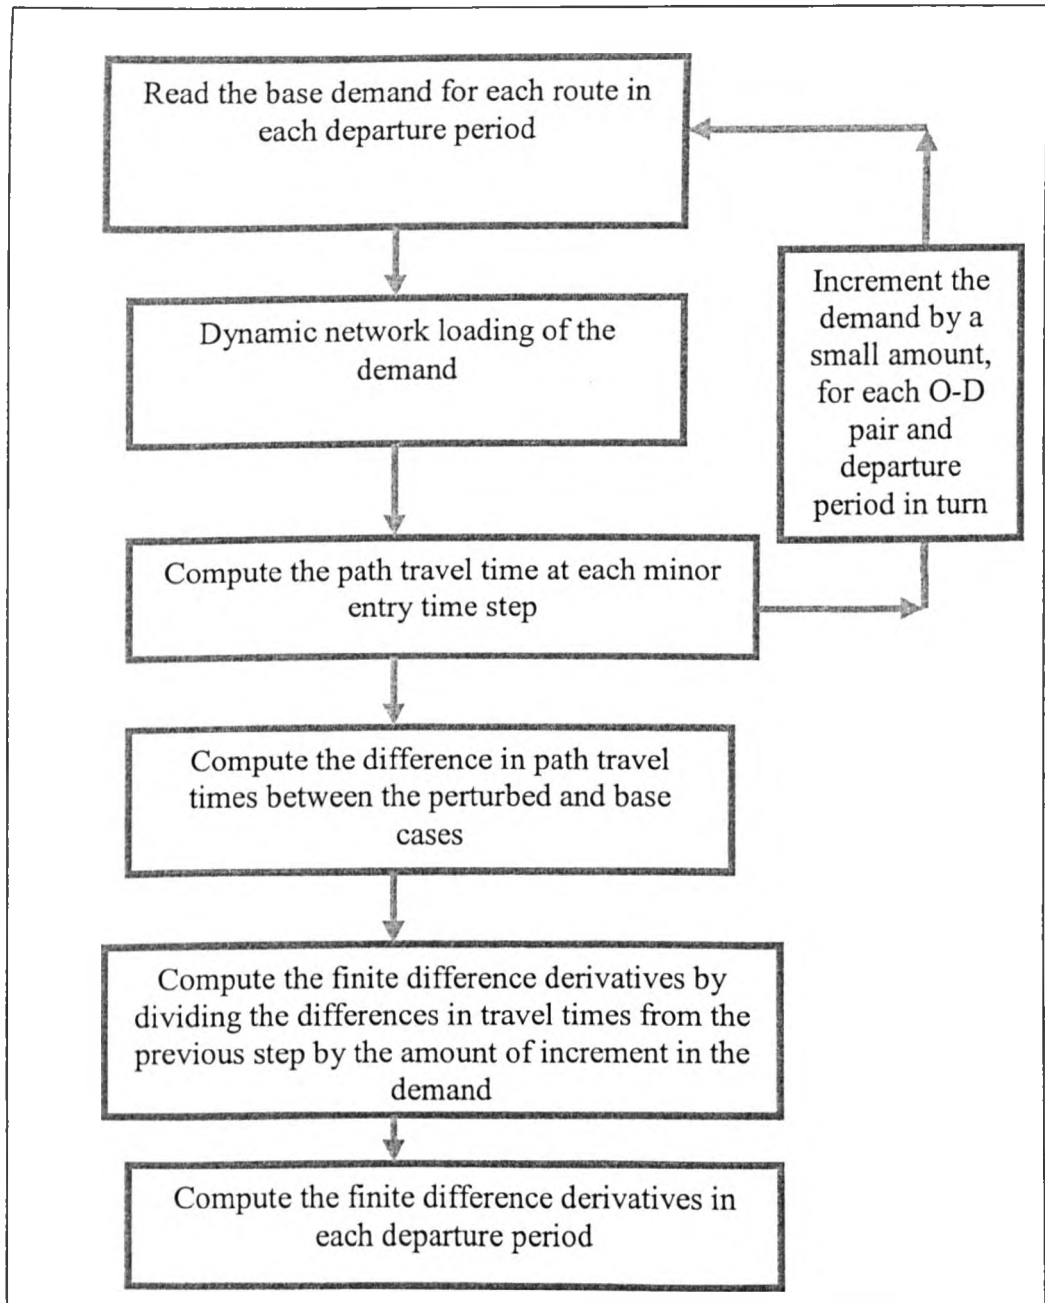 Read the base demand for each route in
each departure period
Dynamic network loading of the
demand
Increment the
demand by a
small amount,
for each O-D
pair and
departure
period in turn
Compute the path travel time at each minor
entry time step
Compute the difference in path travel
times between the perturbed and base
cases
Compute the finite difference derivatives by
dividing the differences in travel times from the
previous step by the amount of increment in the
demand
Compute the finite difference derivatives in
each departure period